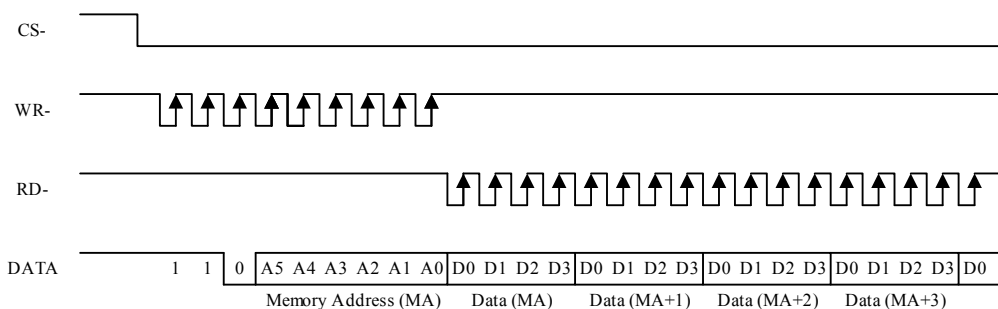 CS-
WR-
RD-
DATA 1 1 0 A5 A4 A3 A2 A1 A0 D0 D1 D2 D3 D0 D1 D2 D3 D0 D1 D2 D3 D0 D1 D2 D3 D0
Memory Address (MA) Data (MA) Data (MA+1) Data (MA+2) Data (MA+3)